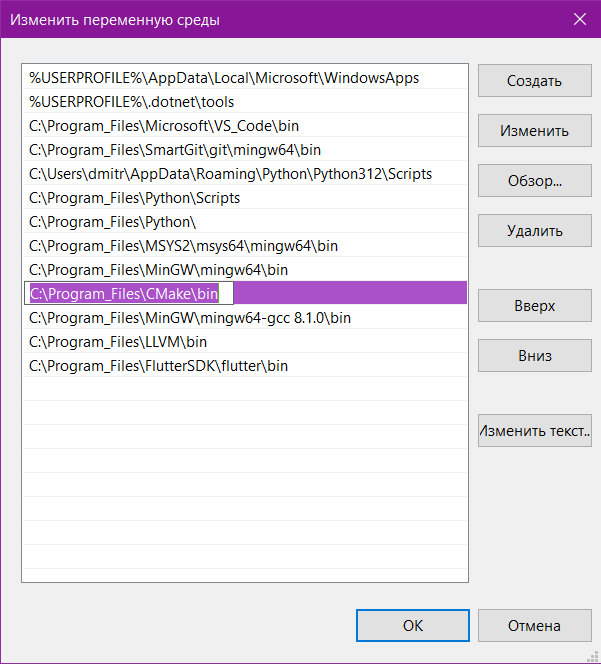 Изменить переменную среды
%USERPROFILE%\AppData\Local\Microsoft\WindowsApps
%USERPROFILE%\.dotnet\tools
C:\Program_Files\Microsoft\VS_Code\bin
C:\Program_Files\SmartGit\git\mingw64\bin
C:\Users\dmitr\AppData\Roaming\Python\Python312\Scripts
C:\Program_Files\Python\Scripts
C:\Program_Files\Python\
C:\Program_Files\MSYS2\msys64\mingw64\bin
C:\Program_Files\MinGW\mingw64\bin
C:\Program_Files\CMake\bin
C:\Program_Files\MinGW\mingw64-gcc 8.1.0\bin
C:\Program_Files\LLVM\bin
C:\Program_Files\FlutterSDK\flutter\bin
Создать
Изменить
Обзор...
Удалить
Вверх
Вниз
Изменить текст..
ОК
Отмена